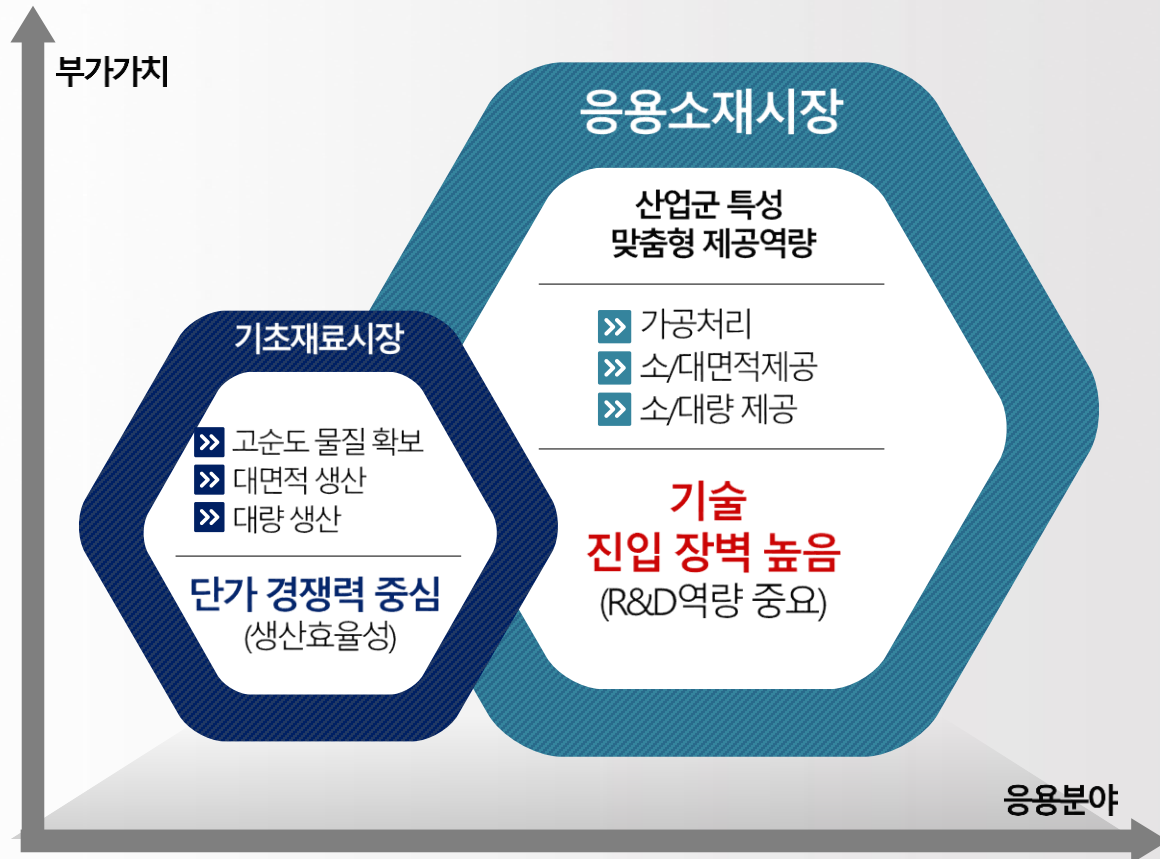 부가가치
응용소재시장
산업군 특성
맞춤형 제공역량
가공처리
소/대면적제공
소/대량 제공
기술
진입 장벽 높음
(R&D역량 중요)
기초재료시장
고순도 물질 확보
대면적 생산
대량 생산
단가 경쟁력 중심
(생산효율성)
응용분야